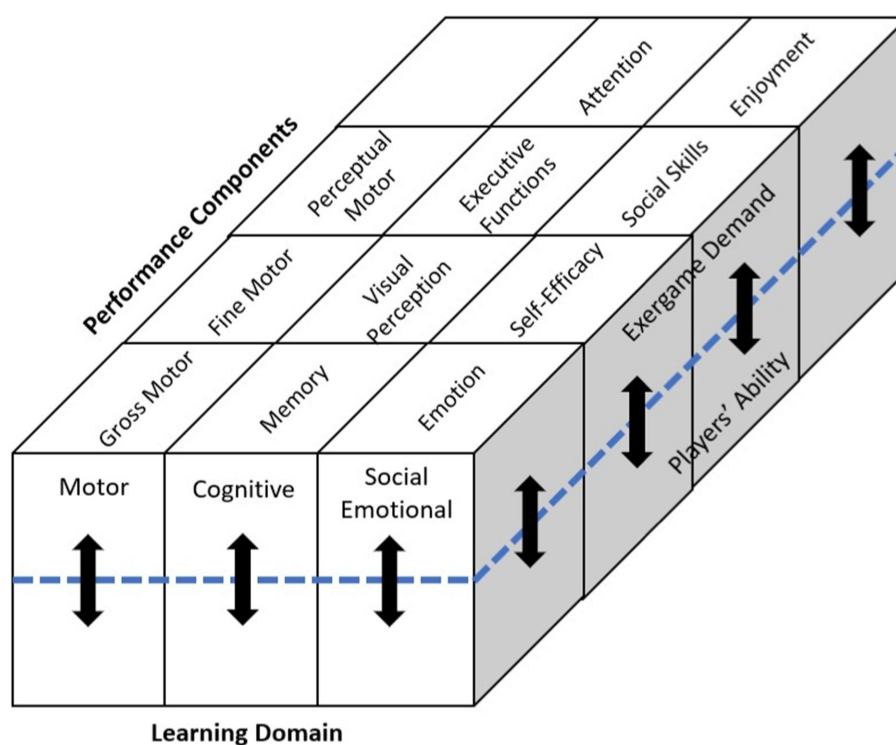 Performance Components
Attention
Enjoyment
Perceptual
Motor
Executive
Functions
Social Skills
Fine Motor
Visual
Perception
Self-Efficacy
Gross Motor
Memory
Emotion
Exergame Demand
Players’ Ability
Motor
Cognitive
Social
Emotional
Learning Domain